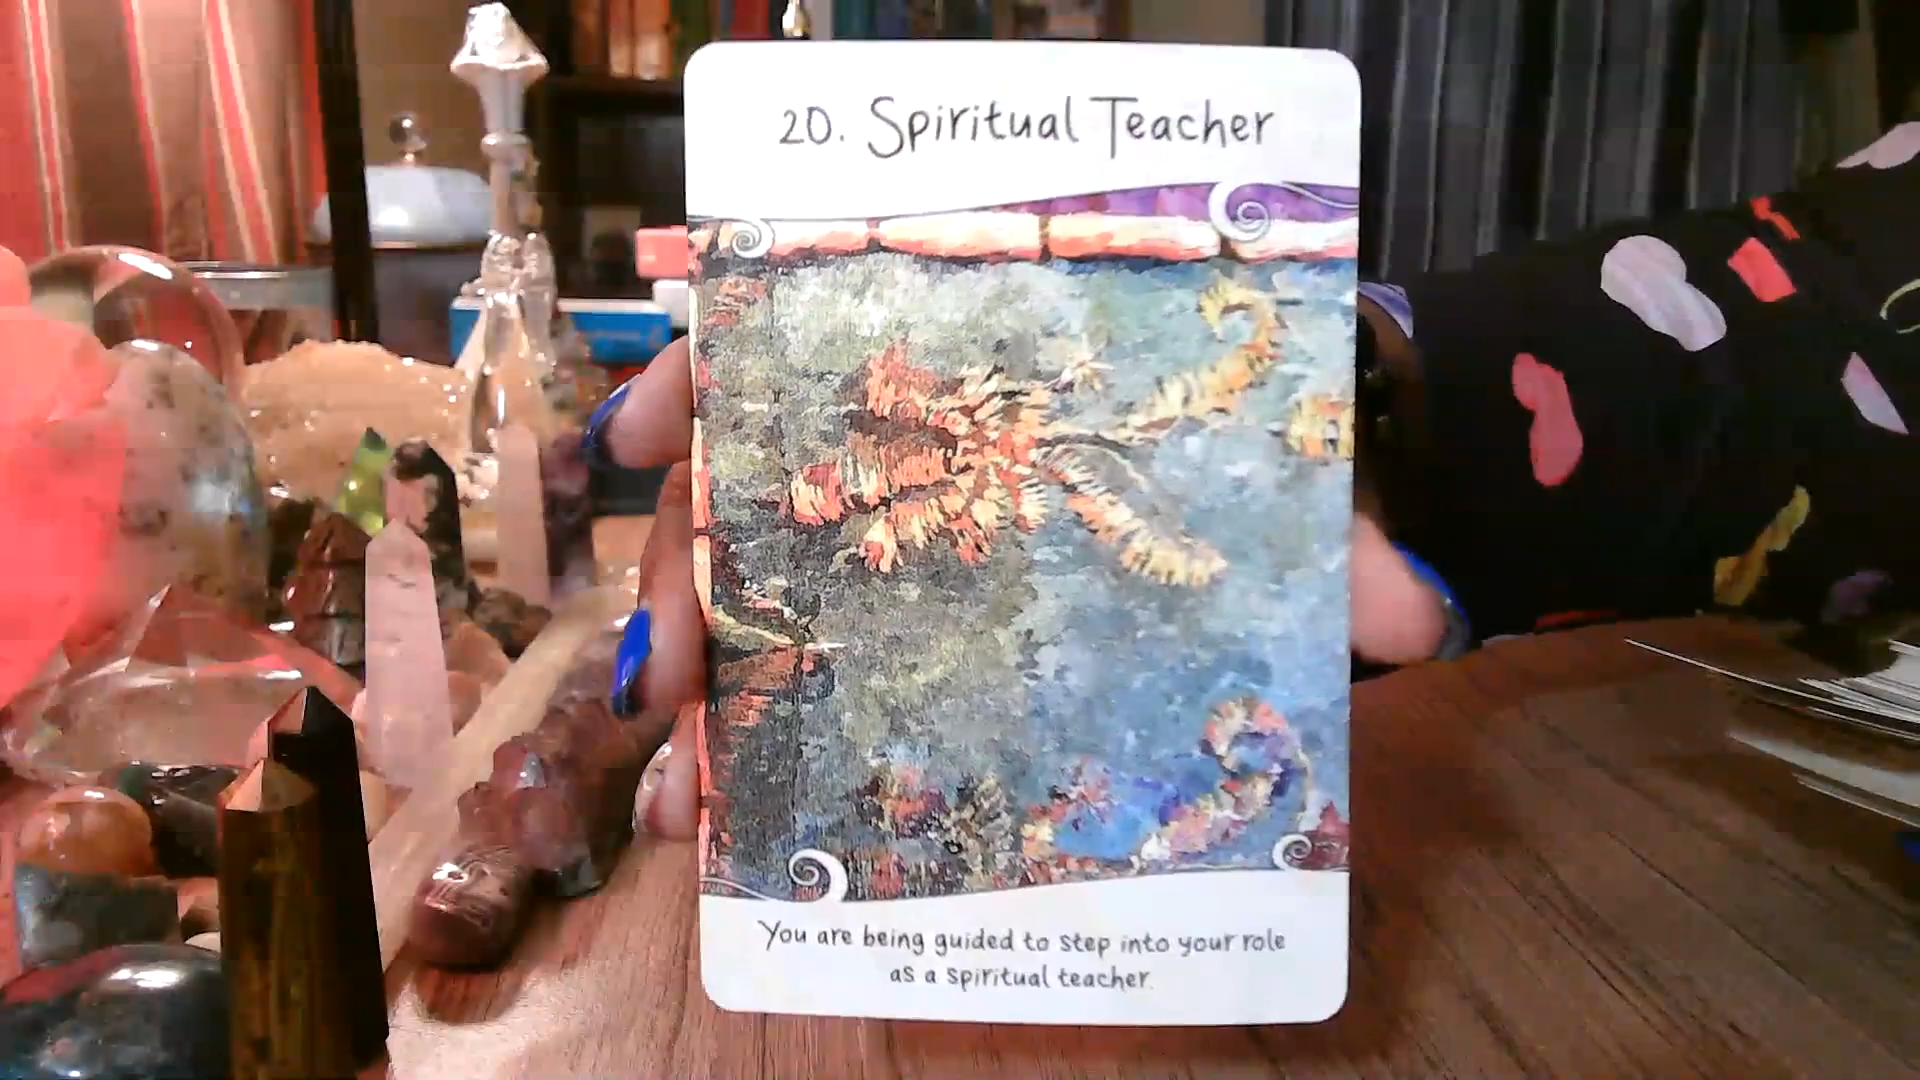 20. Spiritual Teacher
You are being guided to step into your role
as a spiritual teacher.